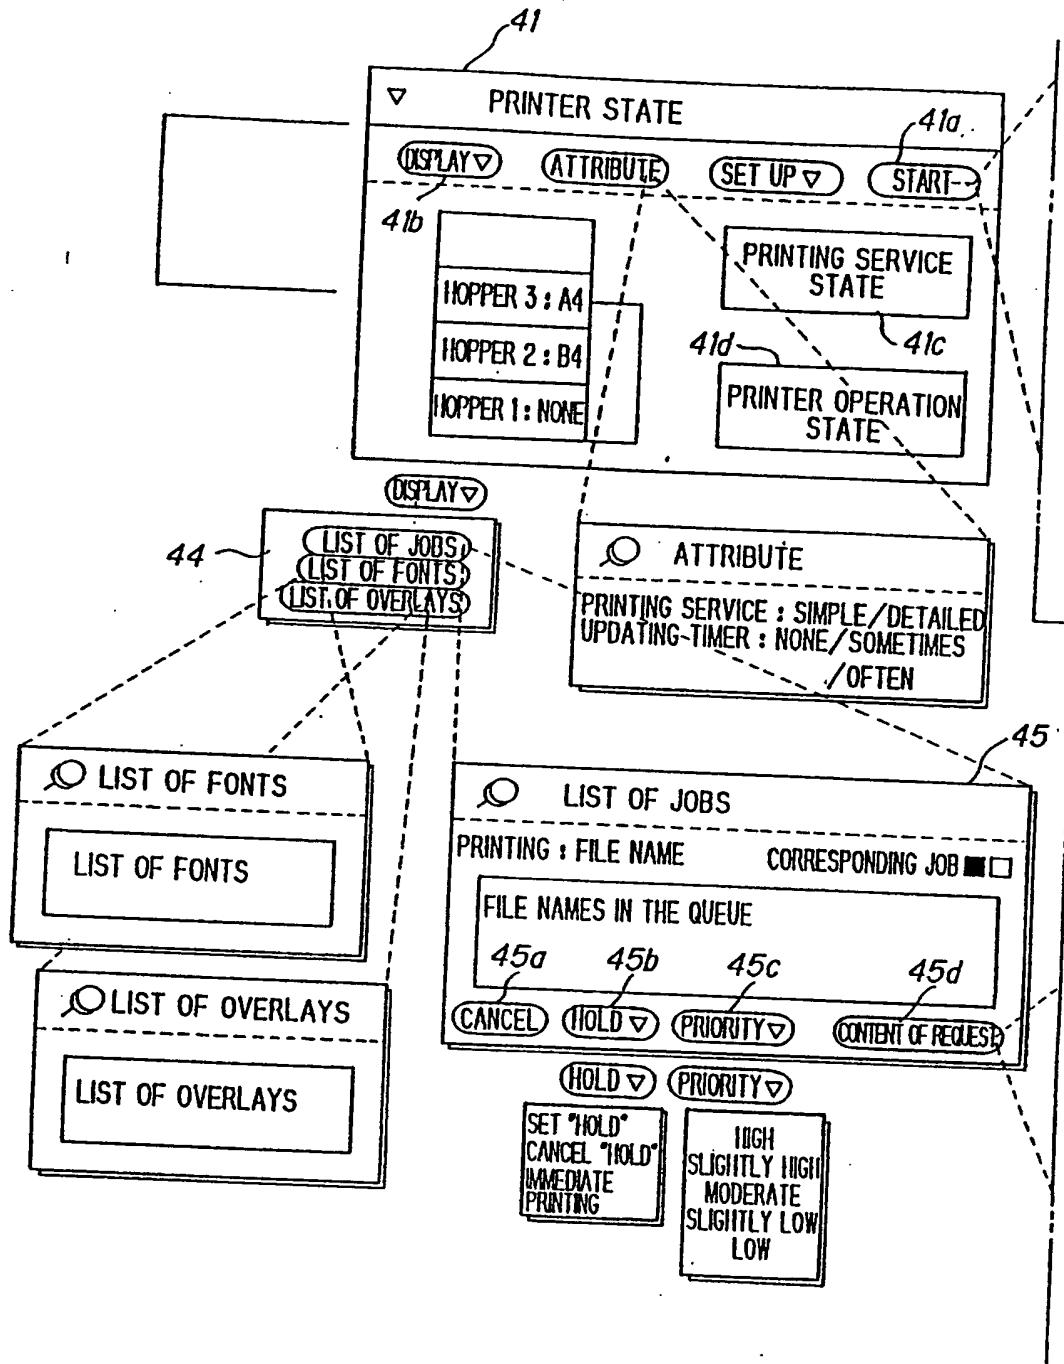 41
PRINTER STATE
41a
DISPLAY ▽
ATTRIBUTE
SET UP ▽
START
41b
HOPPER 3 : A4
HOPPER 2 : B4
HOPPER 1 : NONE
PRINTING SERVICE
STATE
41c
41d
PRINTER OPERATION
STATE
DISPLAY ▽
44
LIST OF JOBS
LIST OF FONTS
LIST OF OVERLAYS
ATTRIBUTE
PRINTING SERVICE : SIMPLE/DETAILED
UPDATING-TIMER : NONE/SOMETIMES
/OFTEN
LIST OF FONTS
LIST OF FONTS
LIST OF OVERLAYS
LIST OF OVERLAYS
45
LIST OF JOBS
PRINTING : FILE NAME
CORRESPONDING JOB
FILE NAMES IN THE QUEUE
45a
45b
45c
45d
CANCEL
HOLD ▽
PRIORITY ▽
CONTENT OF REQUEST
HOLD ▽
PRIORITY ▽
SET "HOLD"
CANCEL "HOLD"
IMMEDIATE
PRINTING
HIGH
SLIGHTLY HIGH
MODERATE
SLIGHTLY LOW
LOW